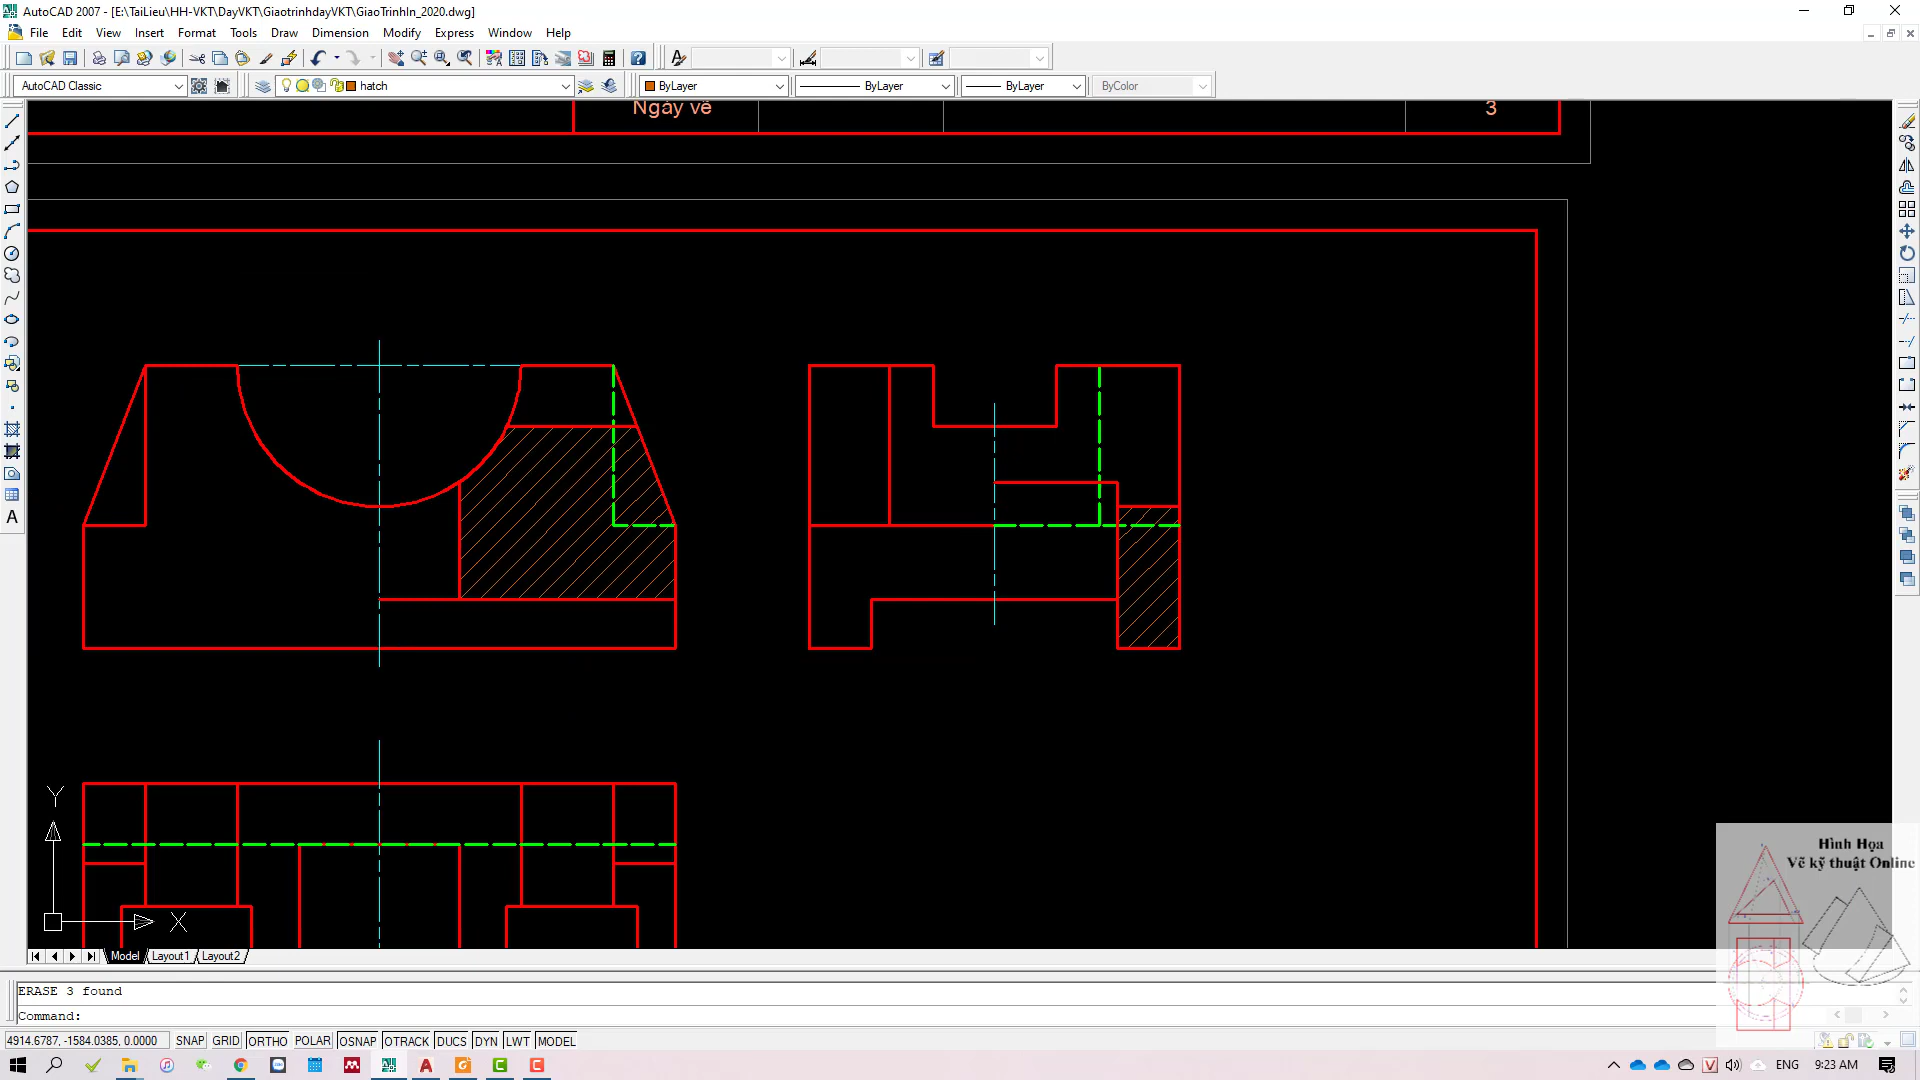 AutoCAD 2007 - [E:\TaiLieu\HH-VKT\DayVKT\GiaotrinhdayVKT\GiaoTrinhIn_2020.dwg]
File Edit View Insert Format Tools Draw Dimension Modify Express Window Help
AutoCAD Classic hatch ByLayer ByLayer ByLayer ByColor
Ngày vẽ 3
A
Y
X
Hình Họa
Vẽ kỹ thuật Online
Model Layout1 Layout2
ERASE 3 found
Command:
4914.6787, -1584.0385, 0.0000 SNAP GRID ORTHO POLAR OSNAP OTRACK DUCS DYN LWT MODEL
ENG 9:23 AM